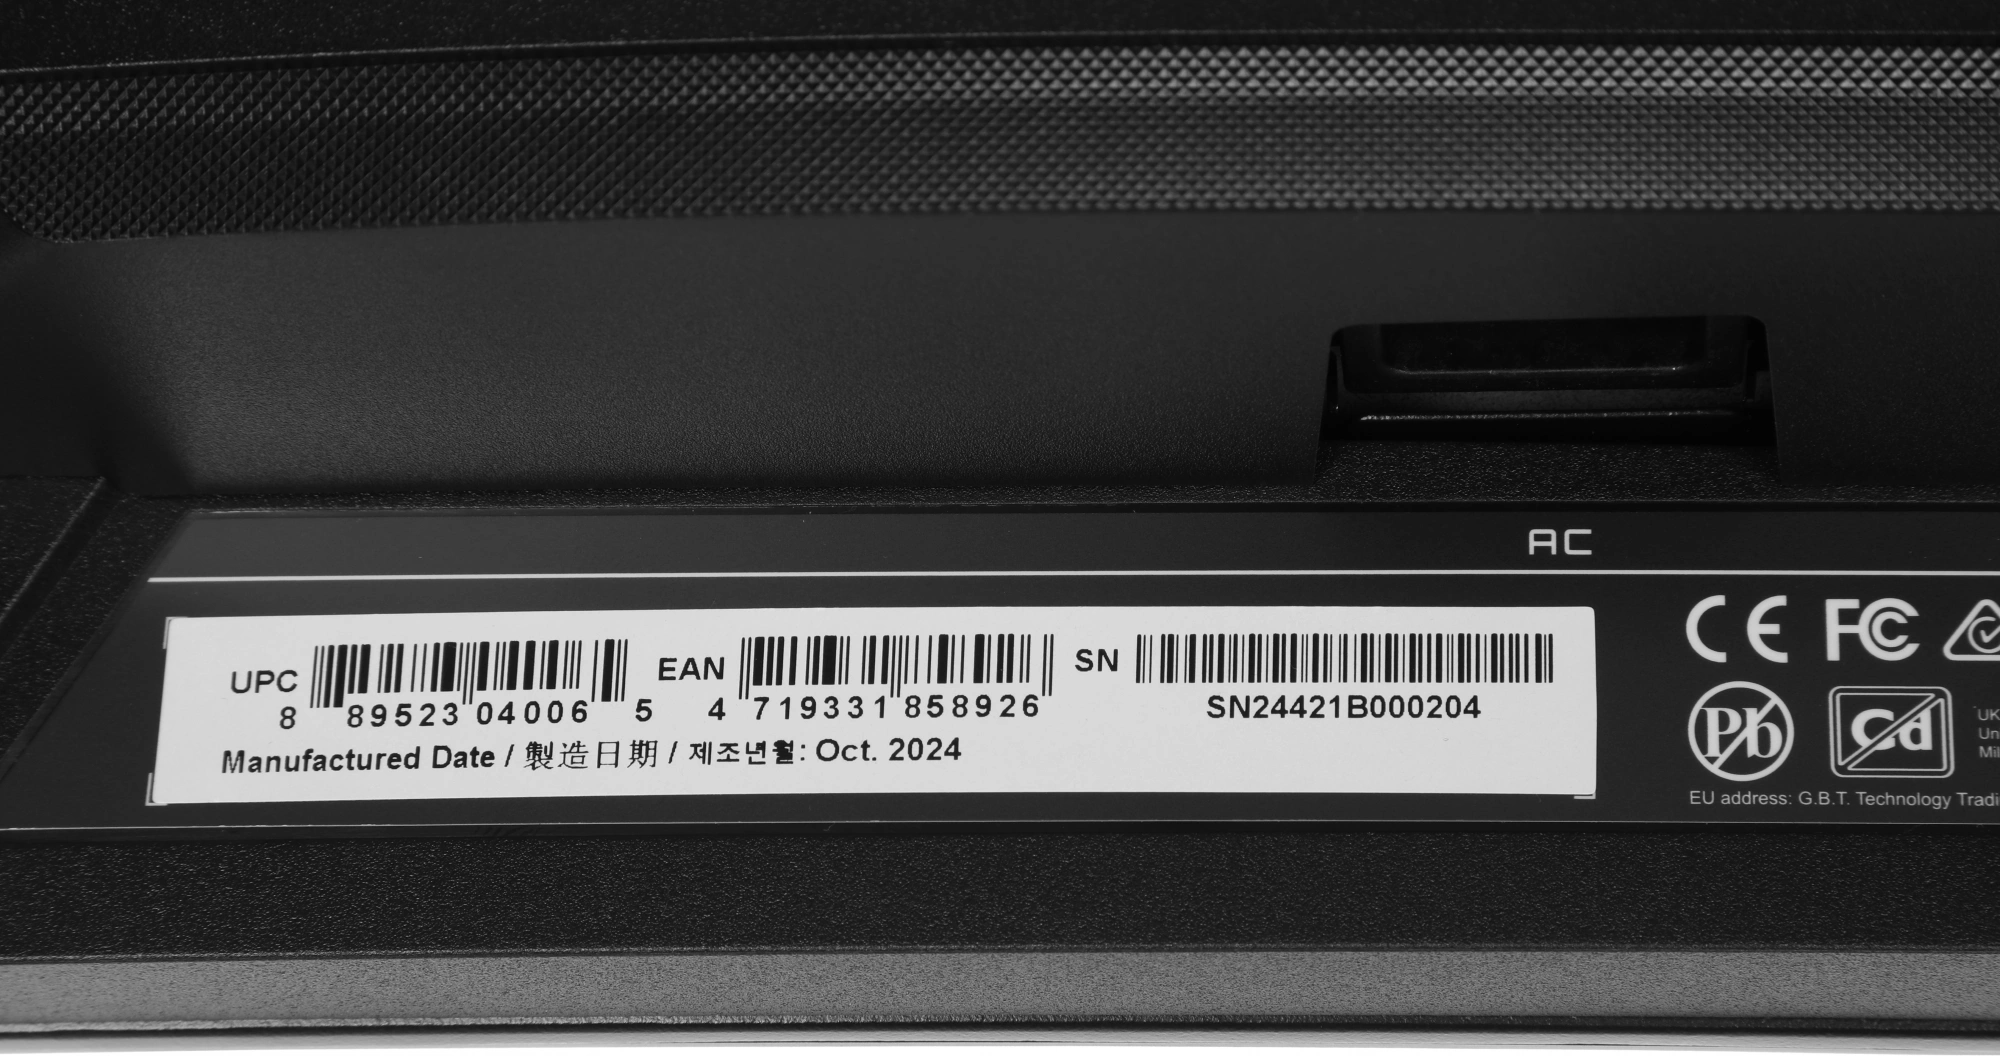 AC
UPC
8 89523 04006 5
EAN
4 719331 858926
SN
SN24421B000204
Manufactured Date / 製造日期 / 제조년월: Oct. 2024
CE FC
Pb Cd
UK
EU address: G.B.T. Technology